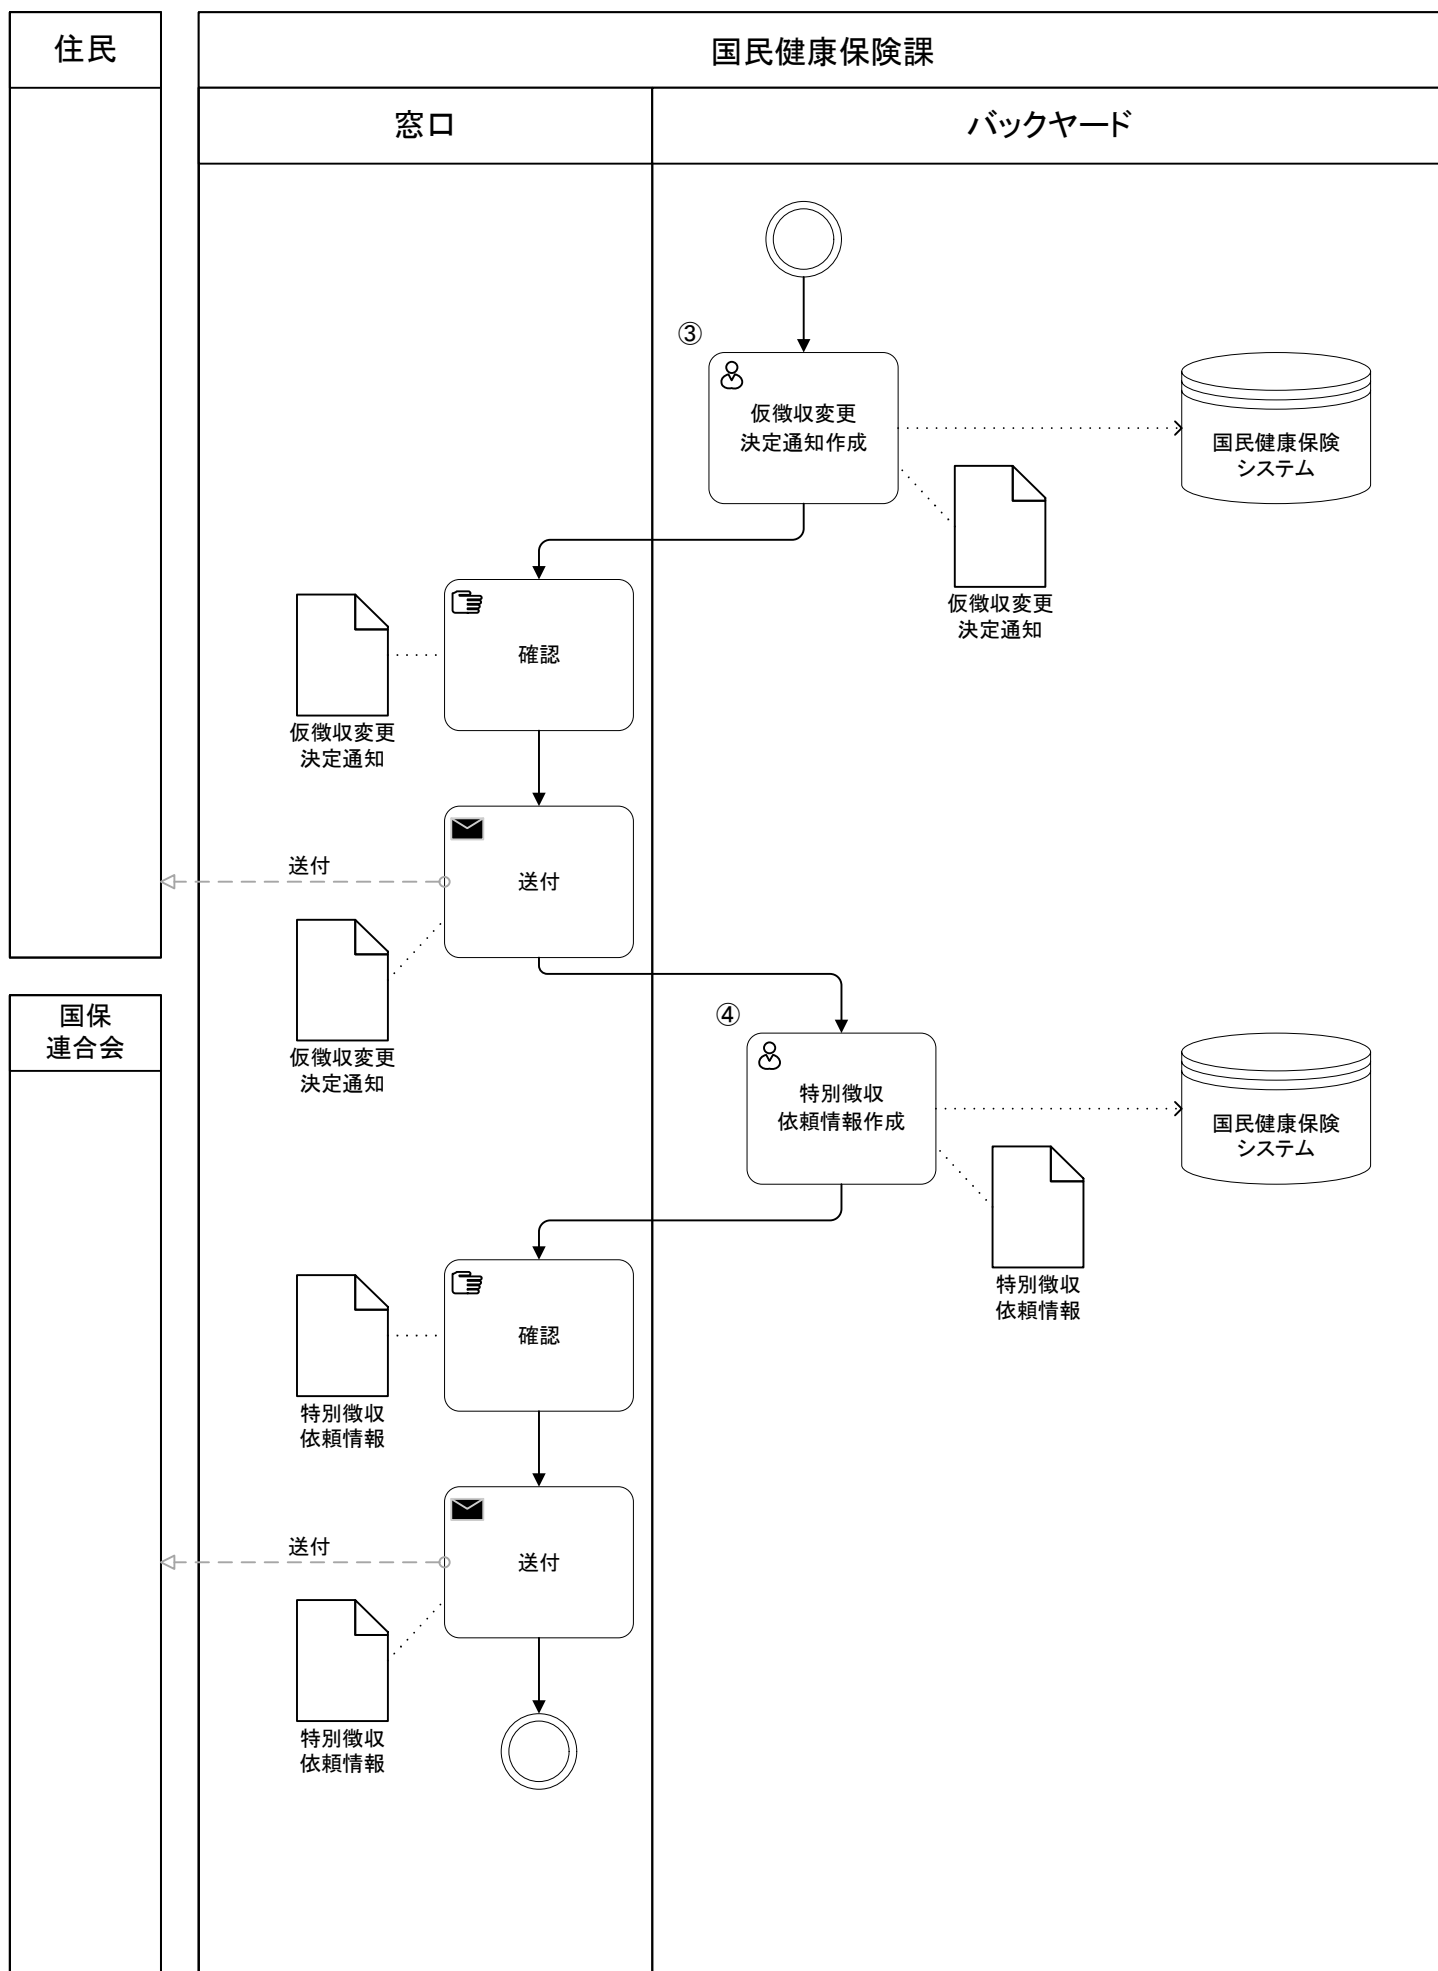 住民
国民健康保険課
窓口
バックヤード
③
仮徴収変更
決定通知作成
国民健康保険
システム
仮徴収変更
決定通知
確認
仮徴収変更
決定通知
送付
送付
仮徴収変更
決定通知
国保
連合会
④
特別徴収
依頼情報作成
国民健康保険
システム
特別徴収
依頼情報
確認
特別徴収
依頼情報
送付
送付
特別徴収
依頼情報